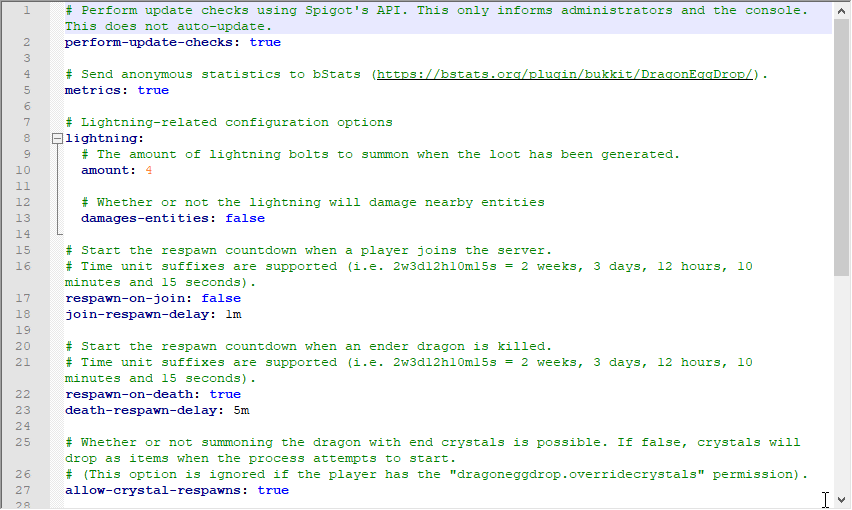 1 # Perform update checks using Spigot's API. This only informs administrators and the console.
This does not auto-update.
2 perform-update-checks: true
3
4 # Send anonymous statistics to bStats (https://bstats.org/plugin/bukkit/DragonEggDrop/).
5 metrics: true
6
7 # Lightning-related configuration options
8 lightning:
9 # The amount of lightning bolts to summon when the loot has been generated.
10 amount: 4
11
12 # Whether or not the lightning will damage nearby entities
13 damages-entities: false
14
15 # Start the respawn countdown when a player joins the server.
16 # Time unit suffixes are supported (i.e. 2w3d12h10m15s = 2 weeks, 3 days, 12 hours, 10
minutes and 15 seconds).
17 respawn-on-join: false
18 join-respawn-delay: 1m
19
20 # Start the respawn countdown when an ender dragon is killed.
21 # Time unit suffixes are supported (i.e. 2w3d12h10m15s = 2 weeks, 3 days, 12 hours, 10
minutes and 15 seconds).
22 respawn-on-death: true
23 death-respawn-delay: 5m
24
25 # Whether or not summoning the dragon with end crystals is possible. If false, crystals will
drop as items when the process attempts to start.
26 # (This option is ignored if the player has the "dragoneggdrop.overridecrystals" permission).
27 allow-crystal-respawns: true
28